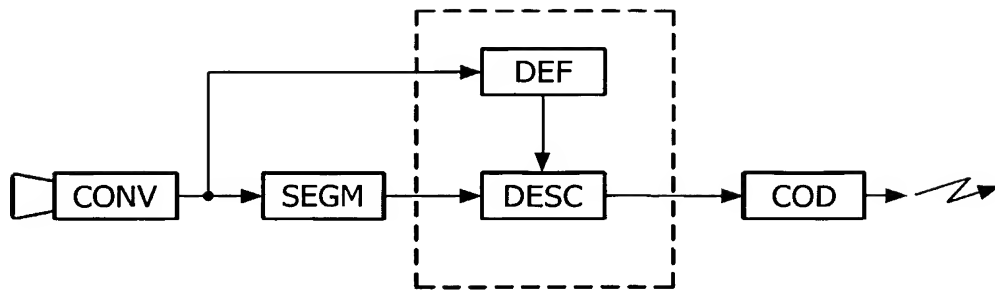 DEF
CONV
SEGM
DESC
COD